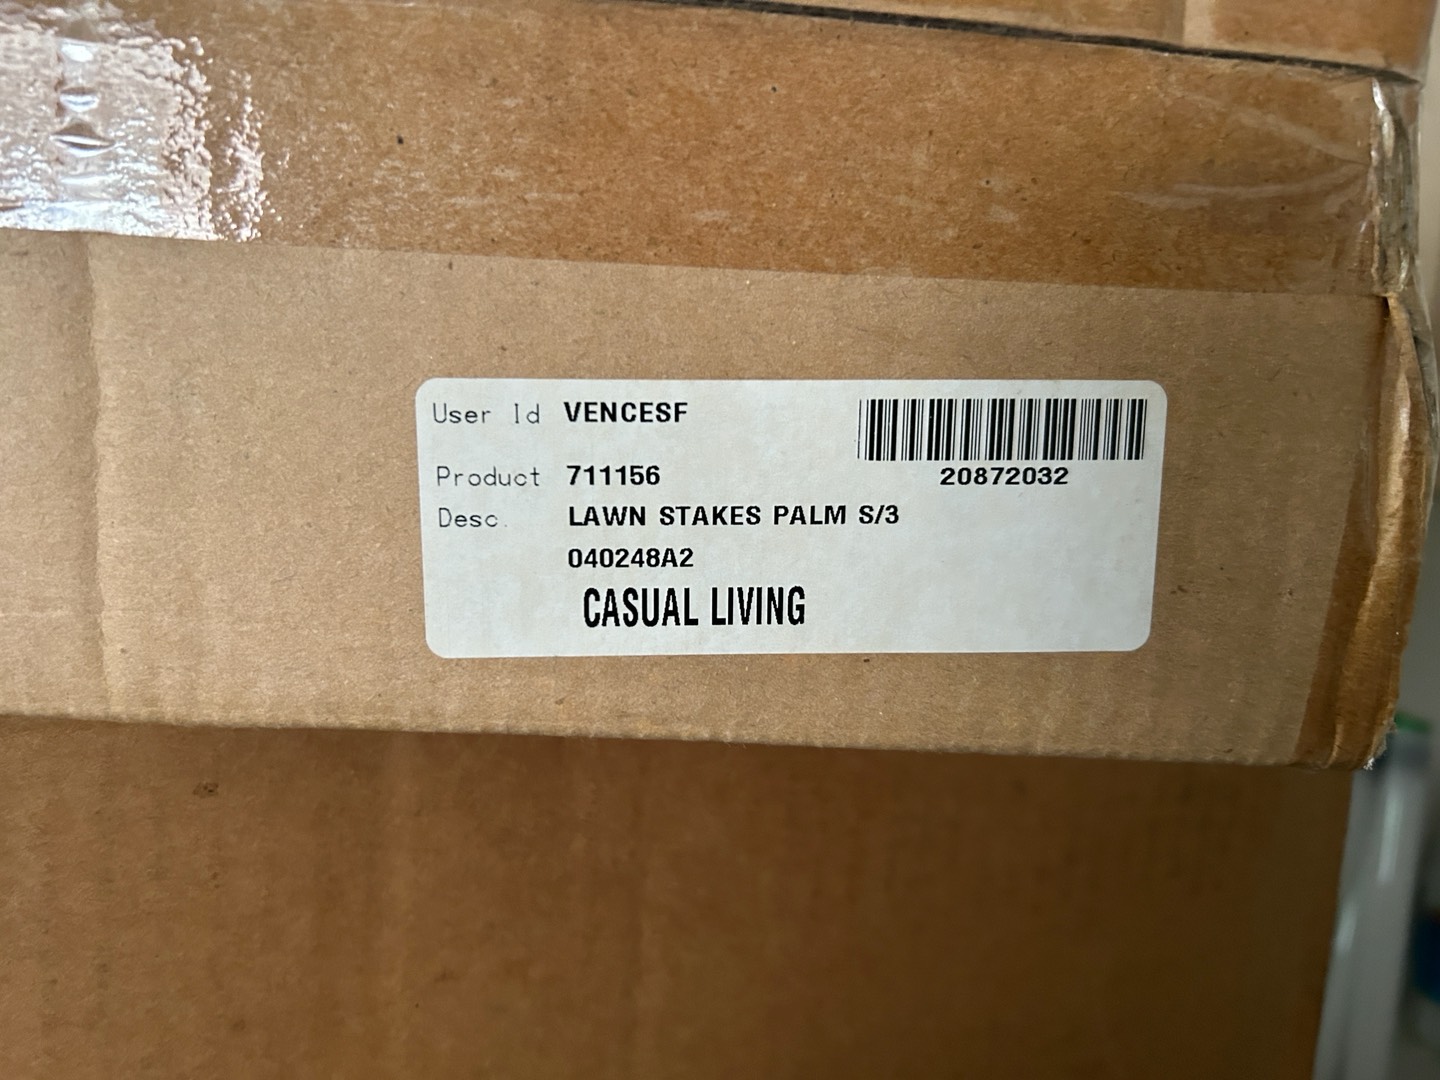 User Id VENCESF
Product 711156
20872032
Desc. LAWN STAKES PALM S/3
040248A2
CASUAL LIVING